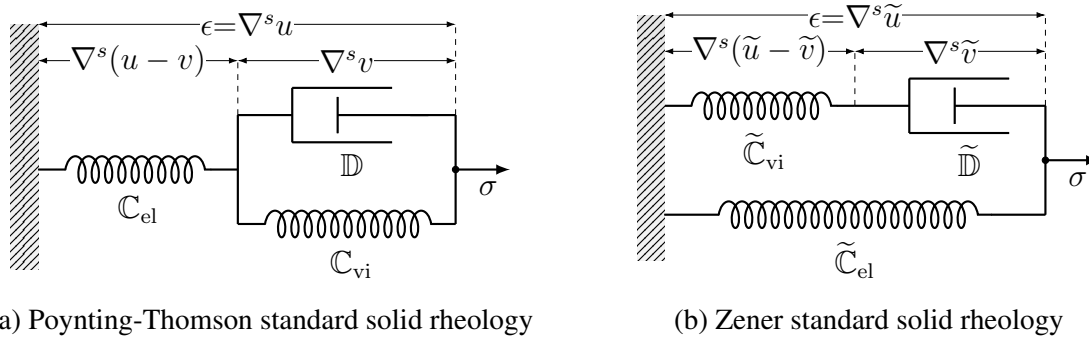 ϵ=∇ˢu
∇ˢ(u − v)
∇ˢv
𝔻
σ
ℂ_el
ℂ_vi
a) Poynting-Thomson standard solid rheology
ϵ=∇ˢũ
∇ˢ(ũ − ṽ)
∇ˢṽ
ℂ̃_vi
𝔻̃
σ
ℂ̃_el
(b) Zener standard solid rheology